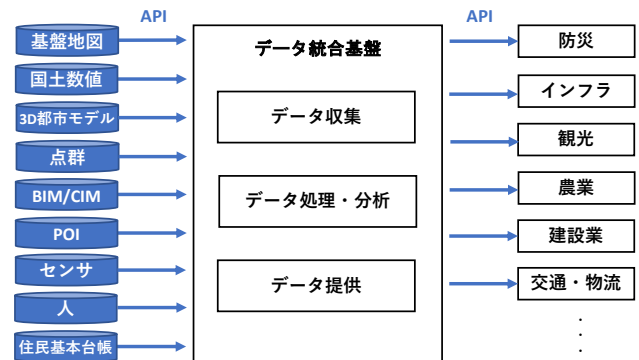 API
基盤地図
国土数値
3D都市モデル
点群
BIM/CIM
POI
センサ
人
住民基本台帳
データ統合基盤
データ収集
データ処理・分析
データ提供
API
防災
インフラ
観光
農業
建設業
交通・物流
・
・
・